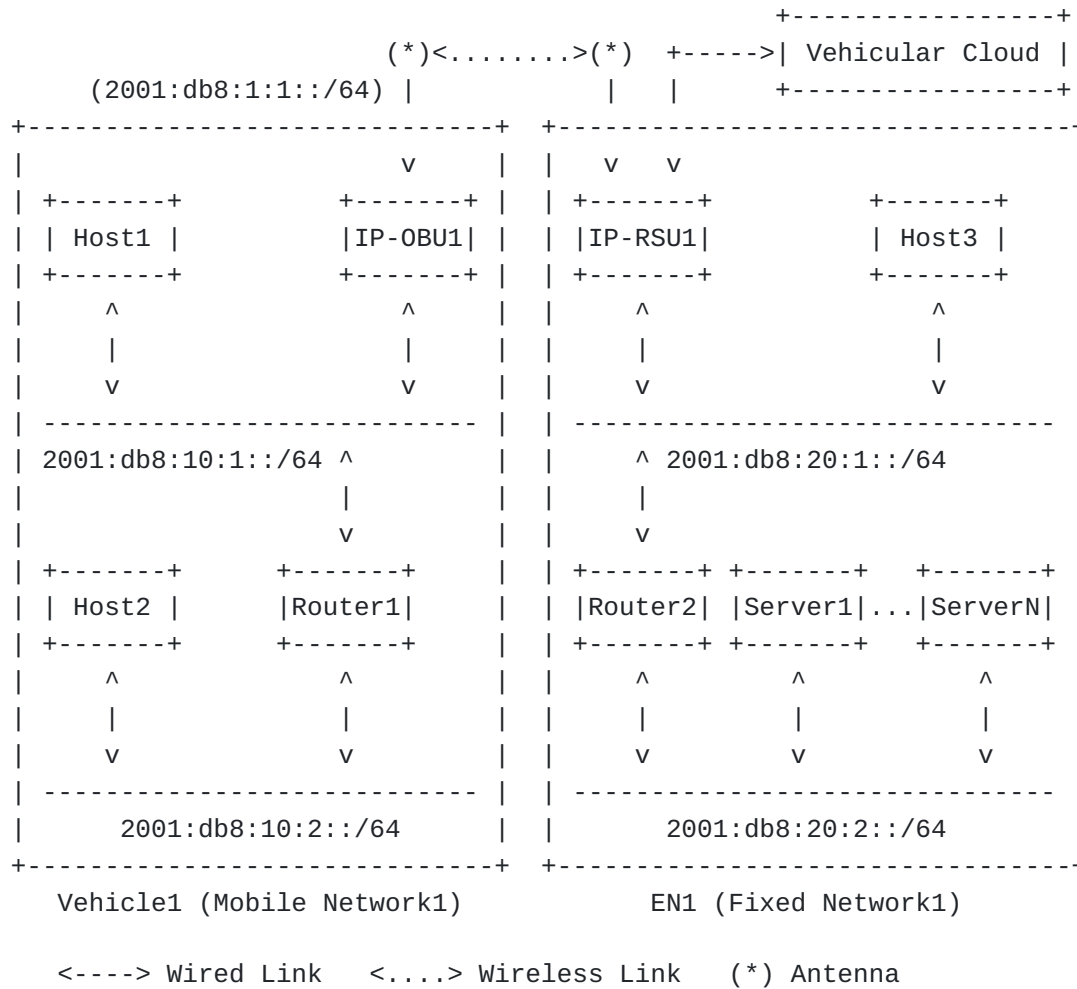 +-----------------+
                        (*)<........>(*)  +----->| Vehicular Cloud |
     (2001:db8:1:1::/64) |            |   |      +-----------------+
+------------------------------+  +---------------------------------+
|                        v     |  |   v   v
| +-------+          +-------+ |  | +-------+          +-------+
| | Host1 |          |IP-OBU1| |  | |IP-RSU1|          | Host3 |
| +-------+          +-------+ |  | +-------+          +-------+
|     ^                  ^     |  |     ^                  ^
|     |                  |     |  |     |                  |
|     v                  v     |  |     v                  v
| ---------------------------- |  | -------------------------------
| 2001:db8:10:1::/64 ^         |  |     ^ 2001:db8:20:1::/64
|                    |         |  |     |
|                    v         |  |     v
| +-------+      +-------+     |  | +-------+ +-------+   +-------+
| | Host2 |      |Router1|     |  | |Router2| |Server1|...|ServerN|
| +-------+      +-------+     |  | +-------+ +-------+   +-------+
|     ^              ^         |  |     ^         ^           ^
|     |              |         |  |     |         |           |
|     v              v         |  |     v         v           v
| ---------------------------- |  | -------------------------------
|      2001:db8:10:2::/64      |  |       2001:db8:20:2::/64
+------------------------------+  +---------------------------------+
   Vehicle1 (Mobile Network1)            EN1 (Fixed Network1)
   <----> Wired Link   <....> Wireless Link   (*) Antenna